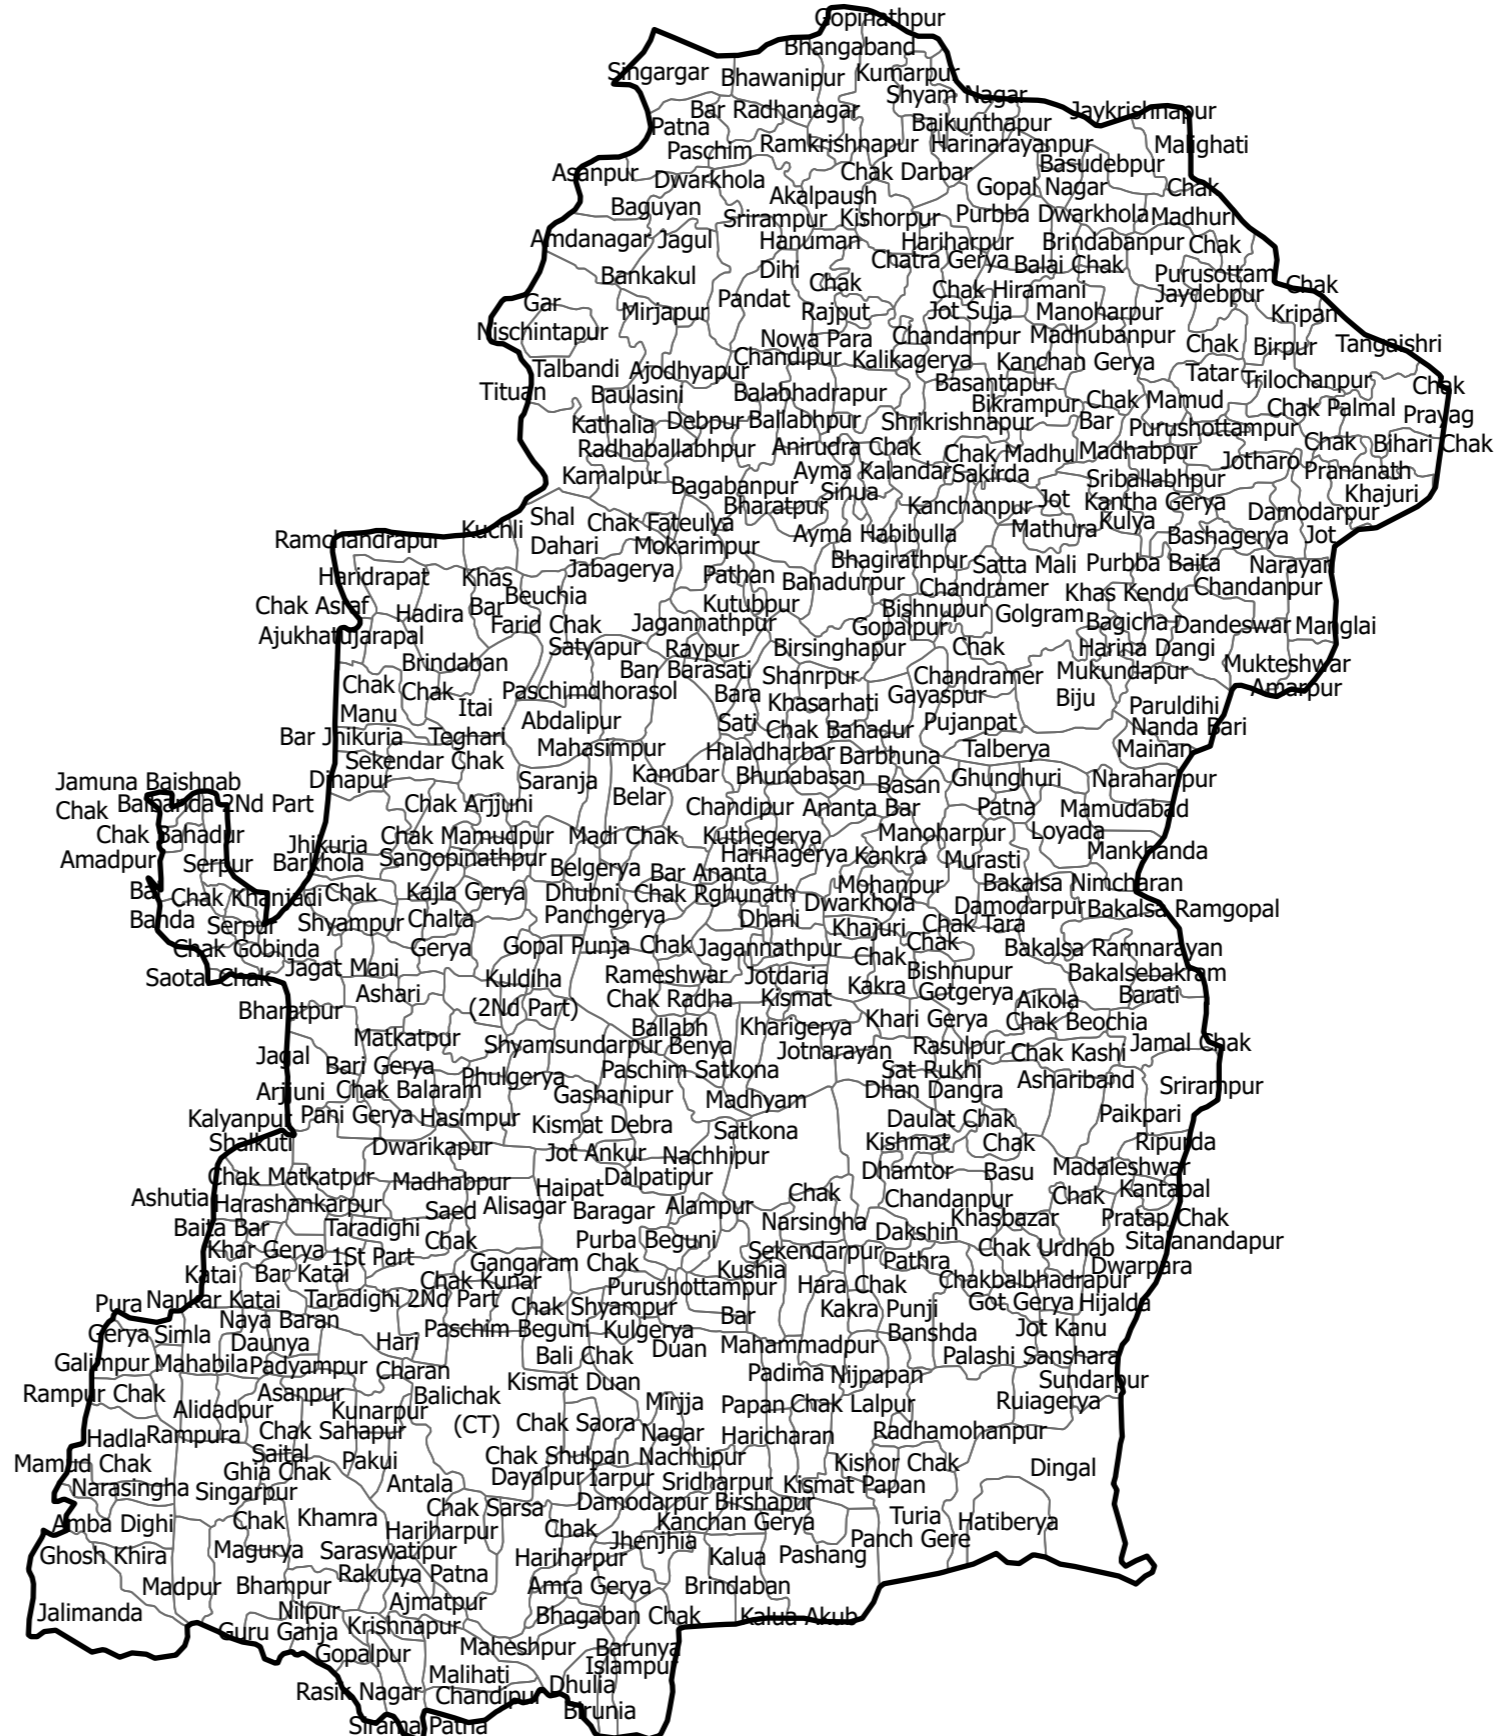 Gopinathpur
Bhangaband
Singargar Bhawanipur Kumarpur
Shyam Nagar
Bar Radhanagar Jaykrishnapur
Patna Baikunthapur
Paschim Ramkrishnapur Harinarayanpur Malighati
Basudebpur
Asanpur Dwarkhola Chak Darbar
Akalpaush Gopal Nagar Chak
Baguyan Srirampur Kishorpur Purbba Dwarkhola Madhuri
Amdanagar Jagul Hanuman Hariharpur Brindabanpur Chak
Chatra Gerya Balai Chak
Bankakul Dihi Chak Purusottam Chak
Gar Pandat Chak Hiramani Jaydebpur
Mirjapur Rajput Jot Suja Manoharpur Kripan
Nischintapur Nowa Para Chandanpur Madhubanpur Chak Birpur Tangaishri
Chandipur Kalikagerya Kanchan Gerya
Talbandi Ajodhyapur Basantapur Tatar Trilochanpur Chak
Tituan Baulasini Balabhadrapur Bikrampur Chak Mamud Chak Palmal Prayag
Kathalia Debpur Ballabhpur Shrikrishnapur Bar Purushottampur
Radhaballabhpur Anirudra Chak Chak Madhu Madhabpur Chak Bihari Chak
Kamalpur Ayma Kalandar Sakirda Jotharo Prananath
Bagabanpur Sinua Sriballabhpur Khajuri
Bharatpur Kanchanpur Jot Kantha Gerya Damodarpur
Kuchli Shal Chak Fateulya Ayma Habibulla Mathura Kulya Bashagerya Jot
Ramchandrapur Dahari Mokarimpur
Haridrapat Khas Jabagerya Pathan Bahadurpur Bhagirathpur Satta Mali Purbba Baita Narayan
Chak Asraf Hadira Bar Beuchia Kutubpur Chandramer Khas Kendu Chandanpur
Farid Chak Jagannathpur Bishnupur Golgram
Ajukhatujarapal Gopalpur Bagicha Dandeswar Manglai
Satyapur Raypur Birsinghapur Chak Harina Dangi
Brindaban Ban Barasati Shanrpur Chandramer Mukundapur Mukteshwar
Chak Chak Paschimdhorasol Bara Khasarhati Gayaspur Biju Amarpur
Manu Itai Abdalipur Sati Chak Bahadur Pujanpat Paruldihi
Bar Jhikuria Teghari Nanda Bari
Mahasimpur Haladharbar Barbhuna Talberya Mainan
Sekendar Chak
Jamuna Baishnab Dinapur Saranja Kanubar Bhunabasan Basan Ghunghuri Naraharipur
Chak 2Nd Part Chak Arjjuni Belar Chandipur Ananta Bar Patna Mamudabad
Chak Bahadur Jhikuria Chak Mamudpur Madi Chak Kuthegerya Manoharpur Loyada
Amadpur Serpur Barkhola Sangopinathpur Belgerya Bar Ananta Harinagerya Kankra Murasti Mankhanda
Bar Chak Khanjadi Chak Kajla Gerya Dhubni Chak Rghunath Mohanpur Bakalsa Nimcharan
Banda Serpur Shyampur Chalta Panchgerya Dhani Dwarkhola Damodarpur Bakalsa Ramgopal
Khajuri Chak Tara
Chak Gobinda Gerya Gopal Punja Chak Jagannathpur Chak Chak Bakalsa Ramnarayan
Saotal Chak Jagat Mani Kuldiha Rameshwar Jotdaria Bishnupur Bakalsebakram
Bharatpur Ashari (2Nd Part) Chak Radha Kismat Kakra Gotgerya Aikola Barati
Matkatpur Ballabh Kharigerya Khari Gerya Chak Beochia
Jagal Shyamsundarpur Benya Jotnarayan Rasulpur Chak Kashi Jamal Chak
Bari Gerya Phulgerya Paschim Satkona Sat Rukhi Ashariband
Arjjuni Chak Balaram Gashanipur Madhyam Dhan Dangra Srirampur
Kalyanpur Pani Gerya Hasimpur Kismat Debra Satkona Daulat Chak Paikpari
Shalkuti Dwarikapur Jot Ankur Nachhipur Kishmat Chak Ripurda
Chak Matkatpur Madhabpur Haipat Dalpatipur Dhamtor Basu Madaleshwar
Ashutia Harashankarpur Saed Alisagar Baragar Alampur Chak Chandanpur Chak Kantapal
Baita Bar Taradighi Chak Purba Beguni Narsingha Dakshin Khasbazar Pratap Chak
Khar Gerya 1St Part Gangaram Chak Sekendarpur Pathra Chak Urdhab Sitaranandapur
Katai Bar Katai Chak Kunar Purushottampur Kushia Hara Chak Chakbalbhadrapur Dwarpara
Pura Nankar Katai Taradighi 2Nd Part Chak Shyampur Bar Kakra Punji Got Gerya Hijalda
Gerya Simla Naya Baran Paschim Beguni Kulgerya Banshda Jot Kanu
Daunya Hari Duan Mahammadpur
Galimpur Mahabila Padyampur Charan Bali Chak Padima Nijpapan Palashi Sanshara
Rampur Chak Asanpur Balichak Kismat Duan Sundarpur
Alidadpur Kunarpur (CT) Chak Saora Mirjja Papan Chak Lalpur Ruiagerya
Hadla Rampura Chak Sahapur Nagar Haricharan Radhamohanpur
Mamud Chak Saital Pakui Chak Shulpan Nachhipur Kishor Chak Dingal
Narasingha Ghia Chak Antala Dayalpur Iarpur Sridharpur Kismat Papan
Singarpur Chak Sarsa Damodarpur Birshapur
Amba Dighi Chak Khamra Hariharpur Chak Kanchan Gerya Turia Hatiberya
Ghosh Khira Magurya Saraswatipur Hariharpur Jhenjhia Kalua Pashang Panch Gere
Madpur Bhampur Rakutya Patna Amra Gerya Brindaban
Jalimanda Nilpur Ajmatpur Bhagaban Chak Kalua Akub
Guru Ganja Krishnapur
Gopalpur Maheshpur Barunya
Malihati Islampur
Rasik Nagar Chandipur Dhulia
Sirama Patna Birunia